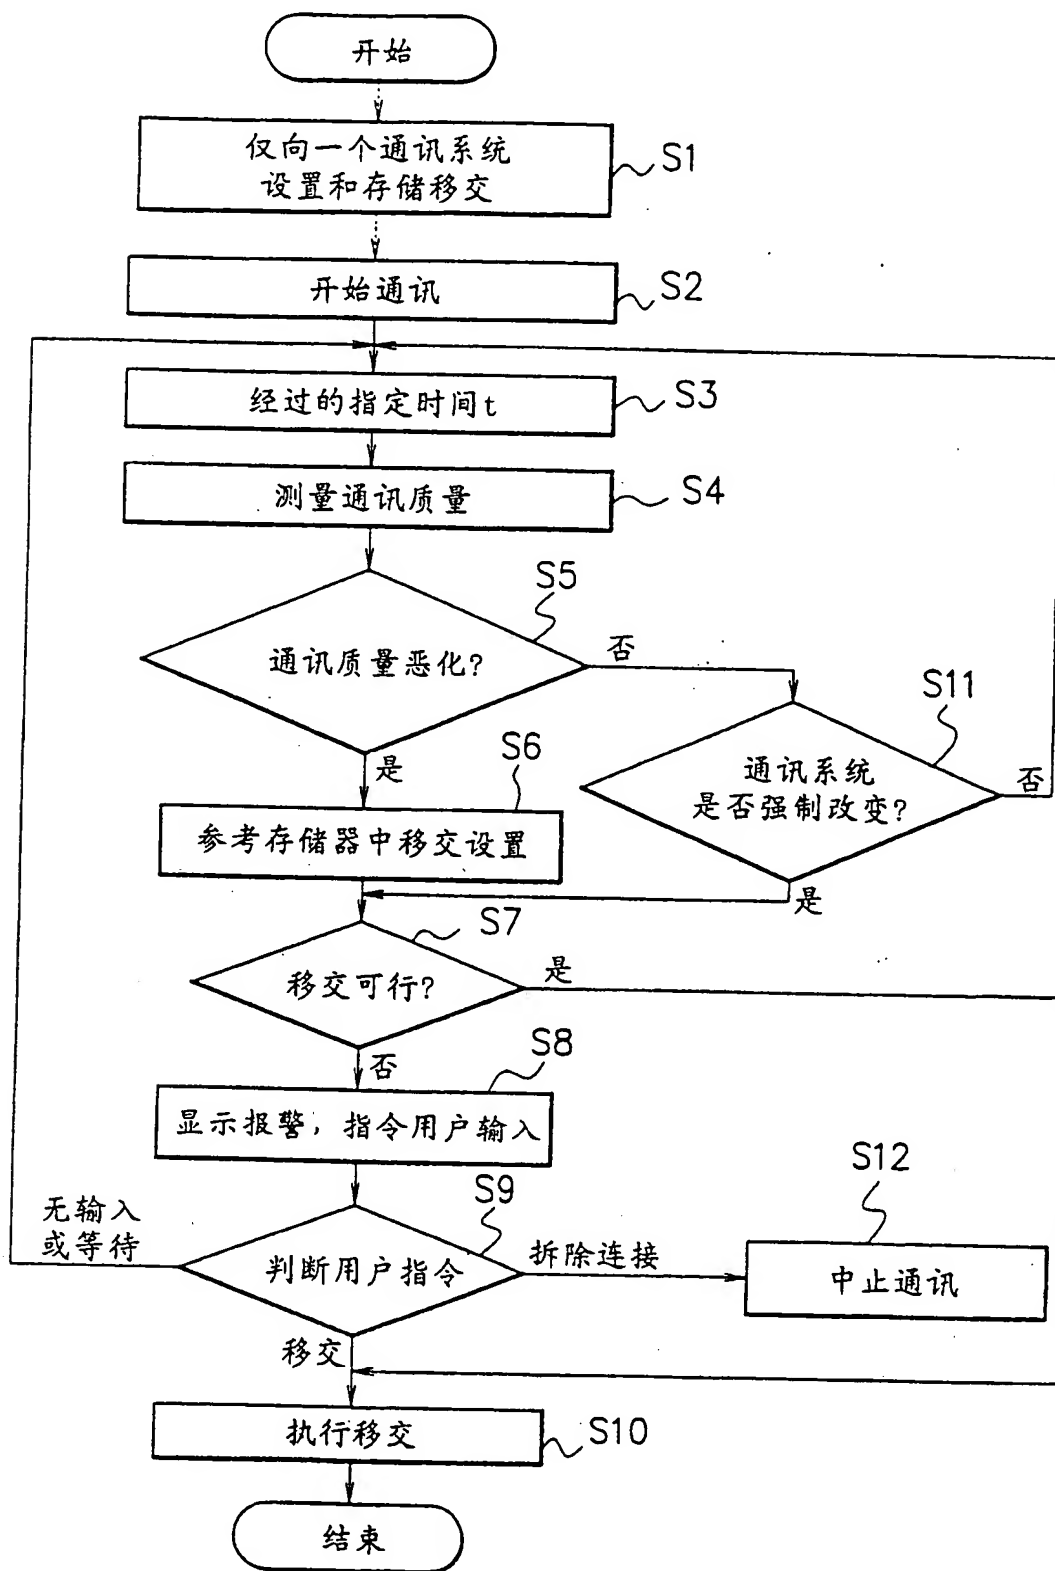 开始
仅向一个通讯系统
设置和存储移交
S1
开始通讯
S2
经过的指定时间t
S3
测量通讯质量
S4
S5
通讯质量恶化?
否
S11
通讯系统
是否强制改变?
否
是
S6
参考存储器中移交设置
是
S7
移交可行?
是
否
S8
显示报警,指令用户输入
S9
无输入
或等待
判断用户指令
拆除连接
S12
中止通讯
移交
执行移交
S10
结束